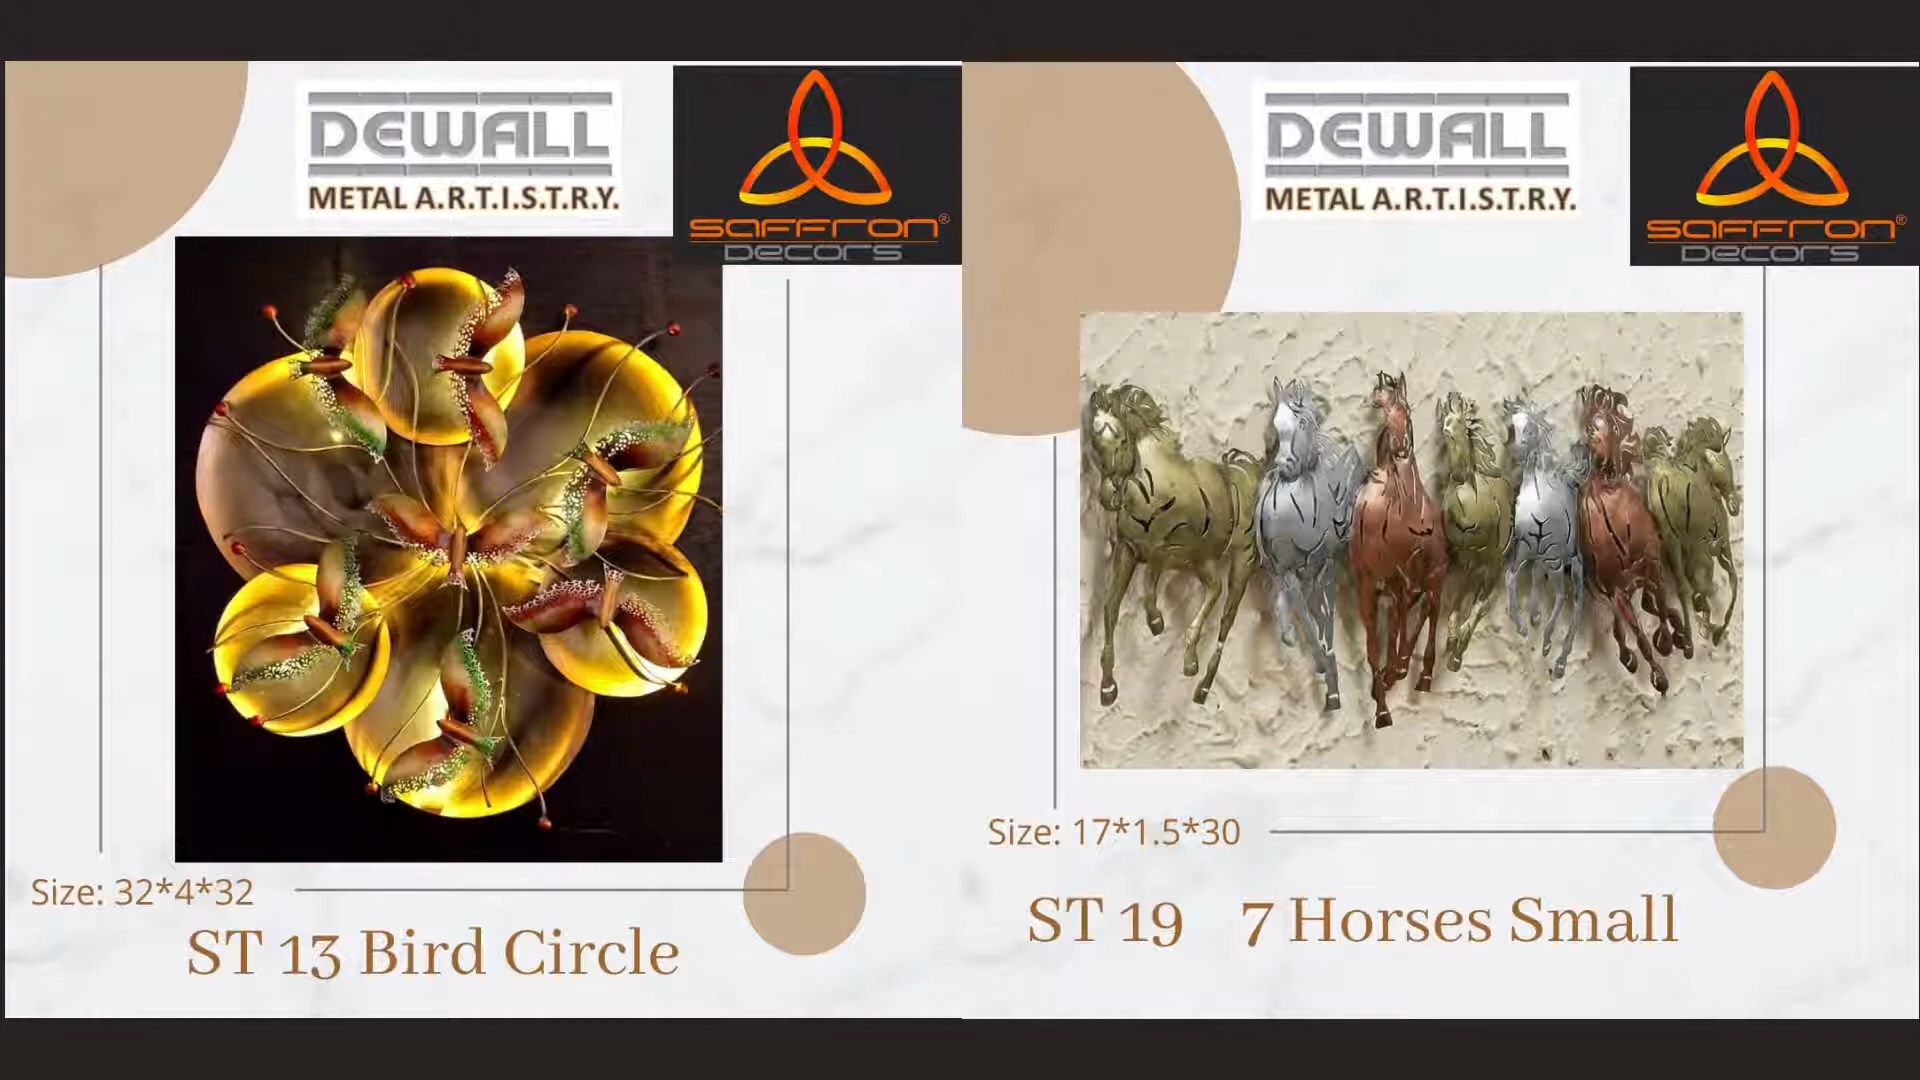 DEWALL
METAL A.R.T.I.S.T.R.Y.
saffron®
Decors
Size: 32*4*32
ST 13 Bird Circle
DEWALL
METAL A.R.T.I.S.T.R.Y.
saffron®
Decors
Size: 17*1.5*30
ST 19 7 Horses Small